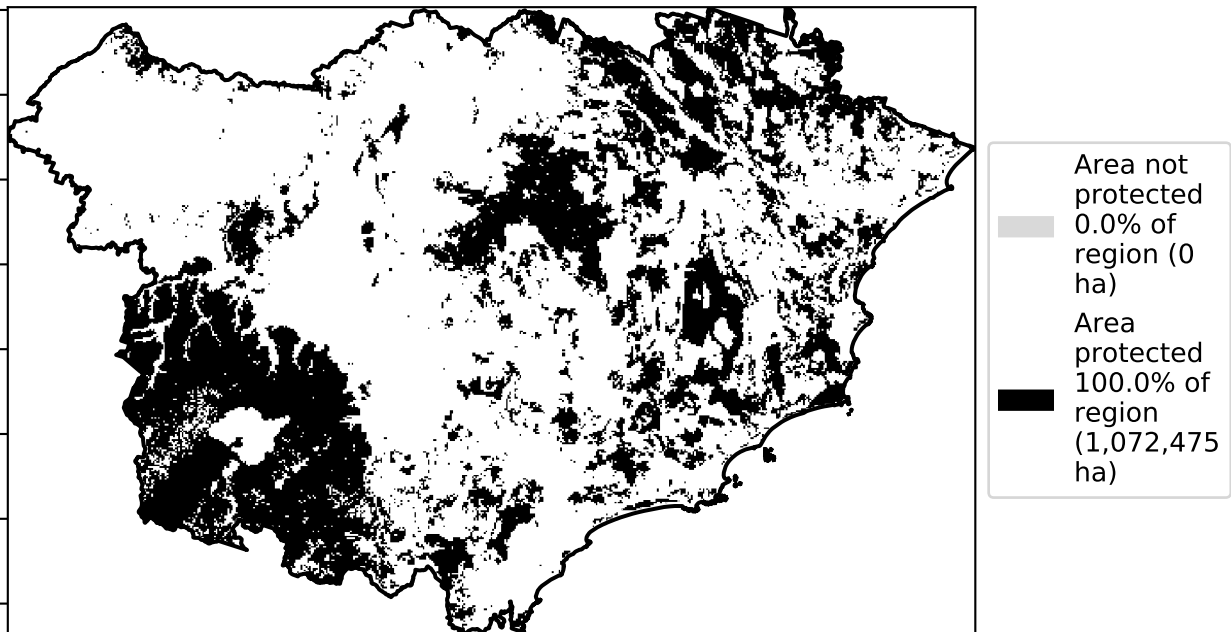 Area not
protected
0.0% of
region (0
ha)
Area
protected
100.0% of
region
(1,072,475
ha)